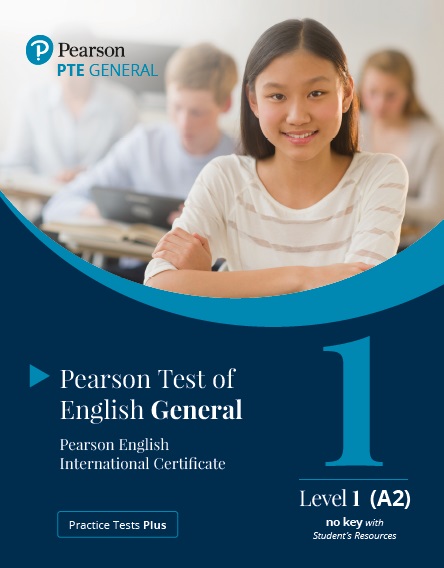 Pearson
PTE GENERAL
Pearson Test of
English General
Pearson English
International Certificate
Practice Tests Plus
1
Level 1 (A2)
no key with
Student's Resources